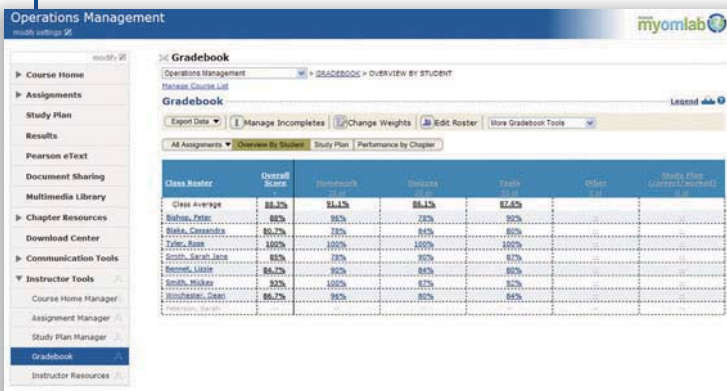 Operations Management
modify settings
myomlab
modify
Course Home
Assignments
Study Plan
Results
Pearson eText
Document Sharing
Multimedia Library
Chapter Resources
Download Center
Communication Tools
Instructor Tools
Course Home Manager
Assignment Manager
Study Plan Manager
Gradebook
Instructor Resources
Gradebook
Operations Management > GRADEBOOK > OVERVIEW BY STUDENT
Manage Course List
Gradebook
Legend
Export Data Manage Incompletes Change Weights Edit Roster More Gradebook Tools
All Assignments Overview By Student Study Plan Performance by Chapter
Class Roster Overall Score Homework Quizzes Tests Other Study Plan (correct/worked)
Class Average 88.3% 91.1% 86.1% 87.6%
Bishop, Peter 88% 96% 78% 90%
Blake, Cassandra 80.7% 78% 84% 80%
Tyler, Rose 100% 100% 100% 100%
Smith, Sarah Jane 85% 78% 90% 87%
Bennet, Lizzie 84.7% 90% 84% 80%
Smith, Mickey 93% 100% 87% 92%
Winchester, Dean 86.7% 96% 80% 84%
Peterson, Sarah